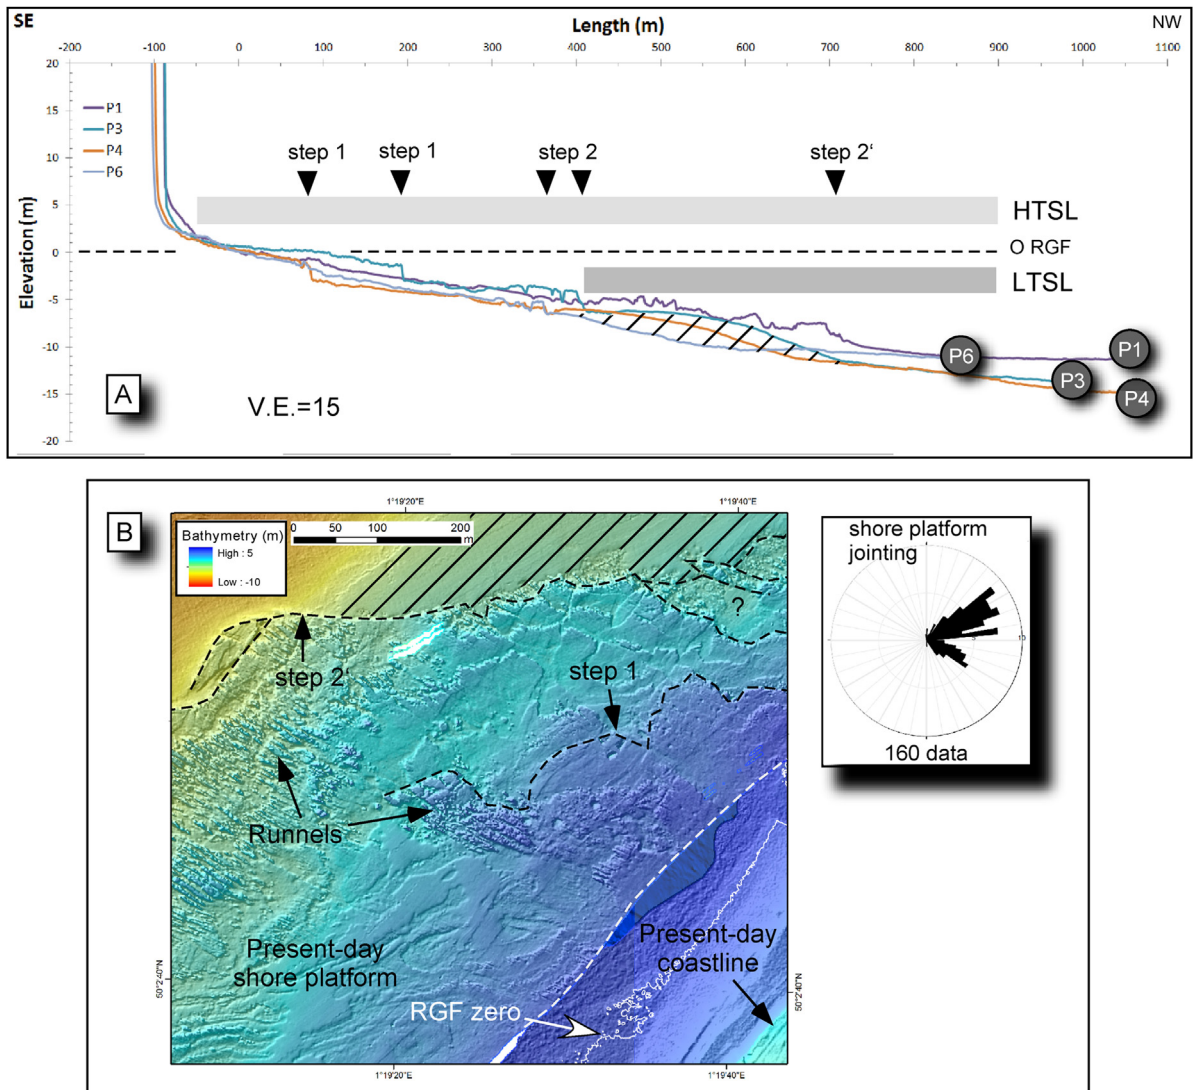 SE
Length (m)
NW
-200 -100 0 100 200 300 400 500 600 700 800 900 1000 1100
20
15
10
5
0
-5
-10
-15
-20
Elevation (m)
P1
P3
P4
P6
step 1
step 1
step 2
step 2'
HTSL
O RGF
LTSL
P6
P1
P3
P4
A
V.E.=15
B
1°19'20"E
1°19'40"E
Bathymetry (m)
High : 5
Low : -10
0 50 100 200
m
?
step 2'
step 1
Runnels
Present-day
shore platform
Present-day
coastline
RGF zero
50°2'40"N
50°2'40"N
1°19'20"E
1°19'40"E
shore platform
jointing
5
10
160 data